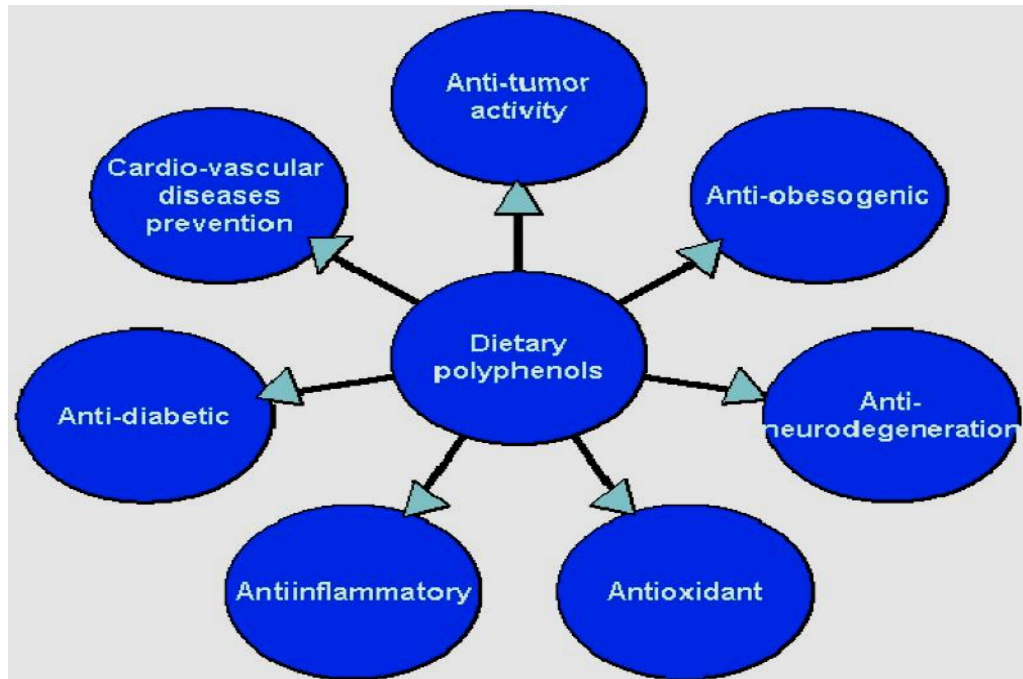 Anti-tumor
activity
Cardio-vascular
diseases
prevention
Anti-obesogenic
Dietary
polyphenols
Anti-diabetic
Anti-
neurodegeneration
Antiinflammatory
Antioxidant